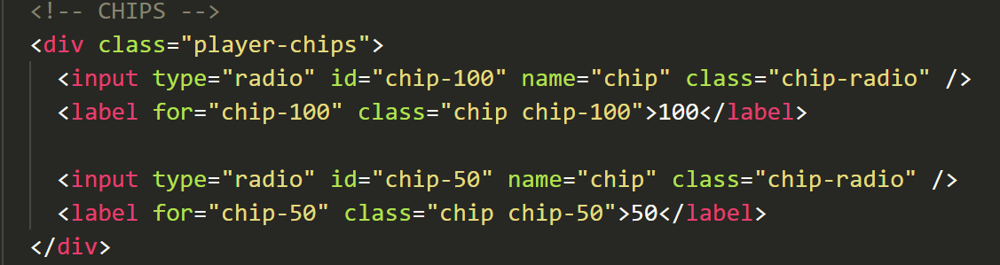 <!-- CHIPS -->
<div class="player-chips">
<input type="radio" id="chip-100" name="chip" class="chip-radio" />
<label for="chip-100" class="chip chip-100">100</label>
<input type="radio" id="chip-50" name="chip" class="chip-radio" />
<label for="chip-50" class="chip chip-50">50</label>
</div>